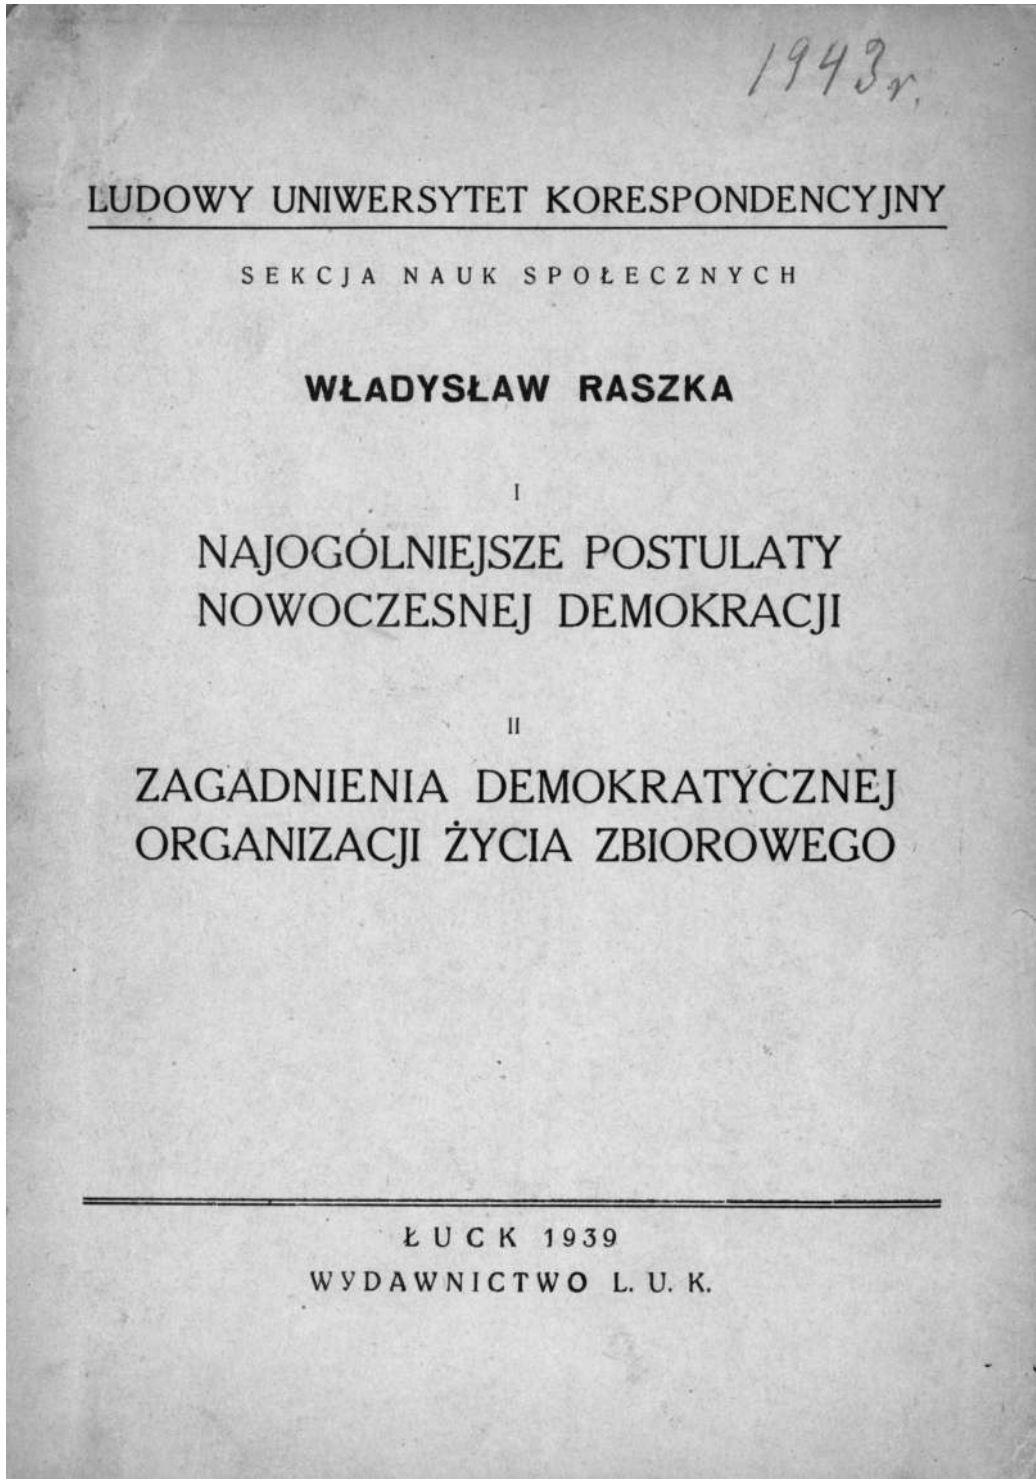 1943r.
LUDOWY UNIWERSYTET KORESPONDENCYJNY
SEKCJA NAUK SPOŁECZNYCH
WŁADYSŁAW RASZKA
I
NAJOGÓLNIEJSZE POSTULATY
NOWOCZESNEJ DEMOKRACJI
II
ZAGADNIENIA DEMOKRATYCZNEJ
ORGANIZACJI ŻYCIA ZBIOROWEGO
ŁUCK 1939
WYDAWNICTWO L. U. K.